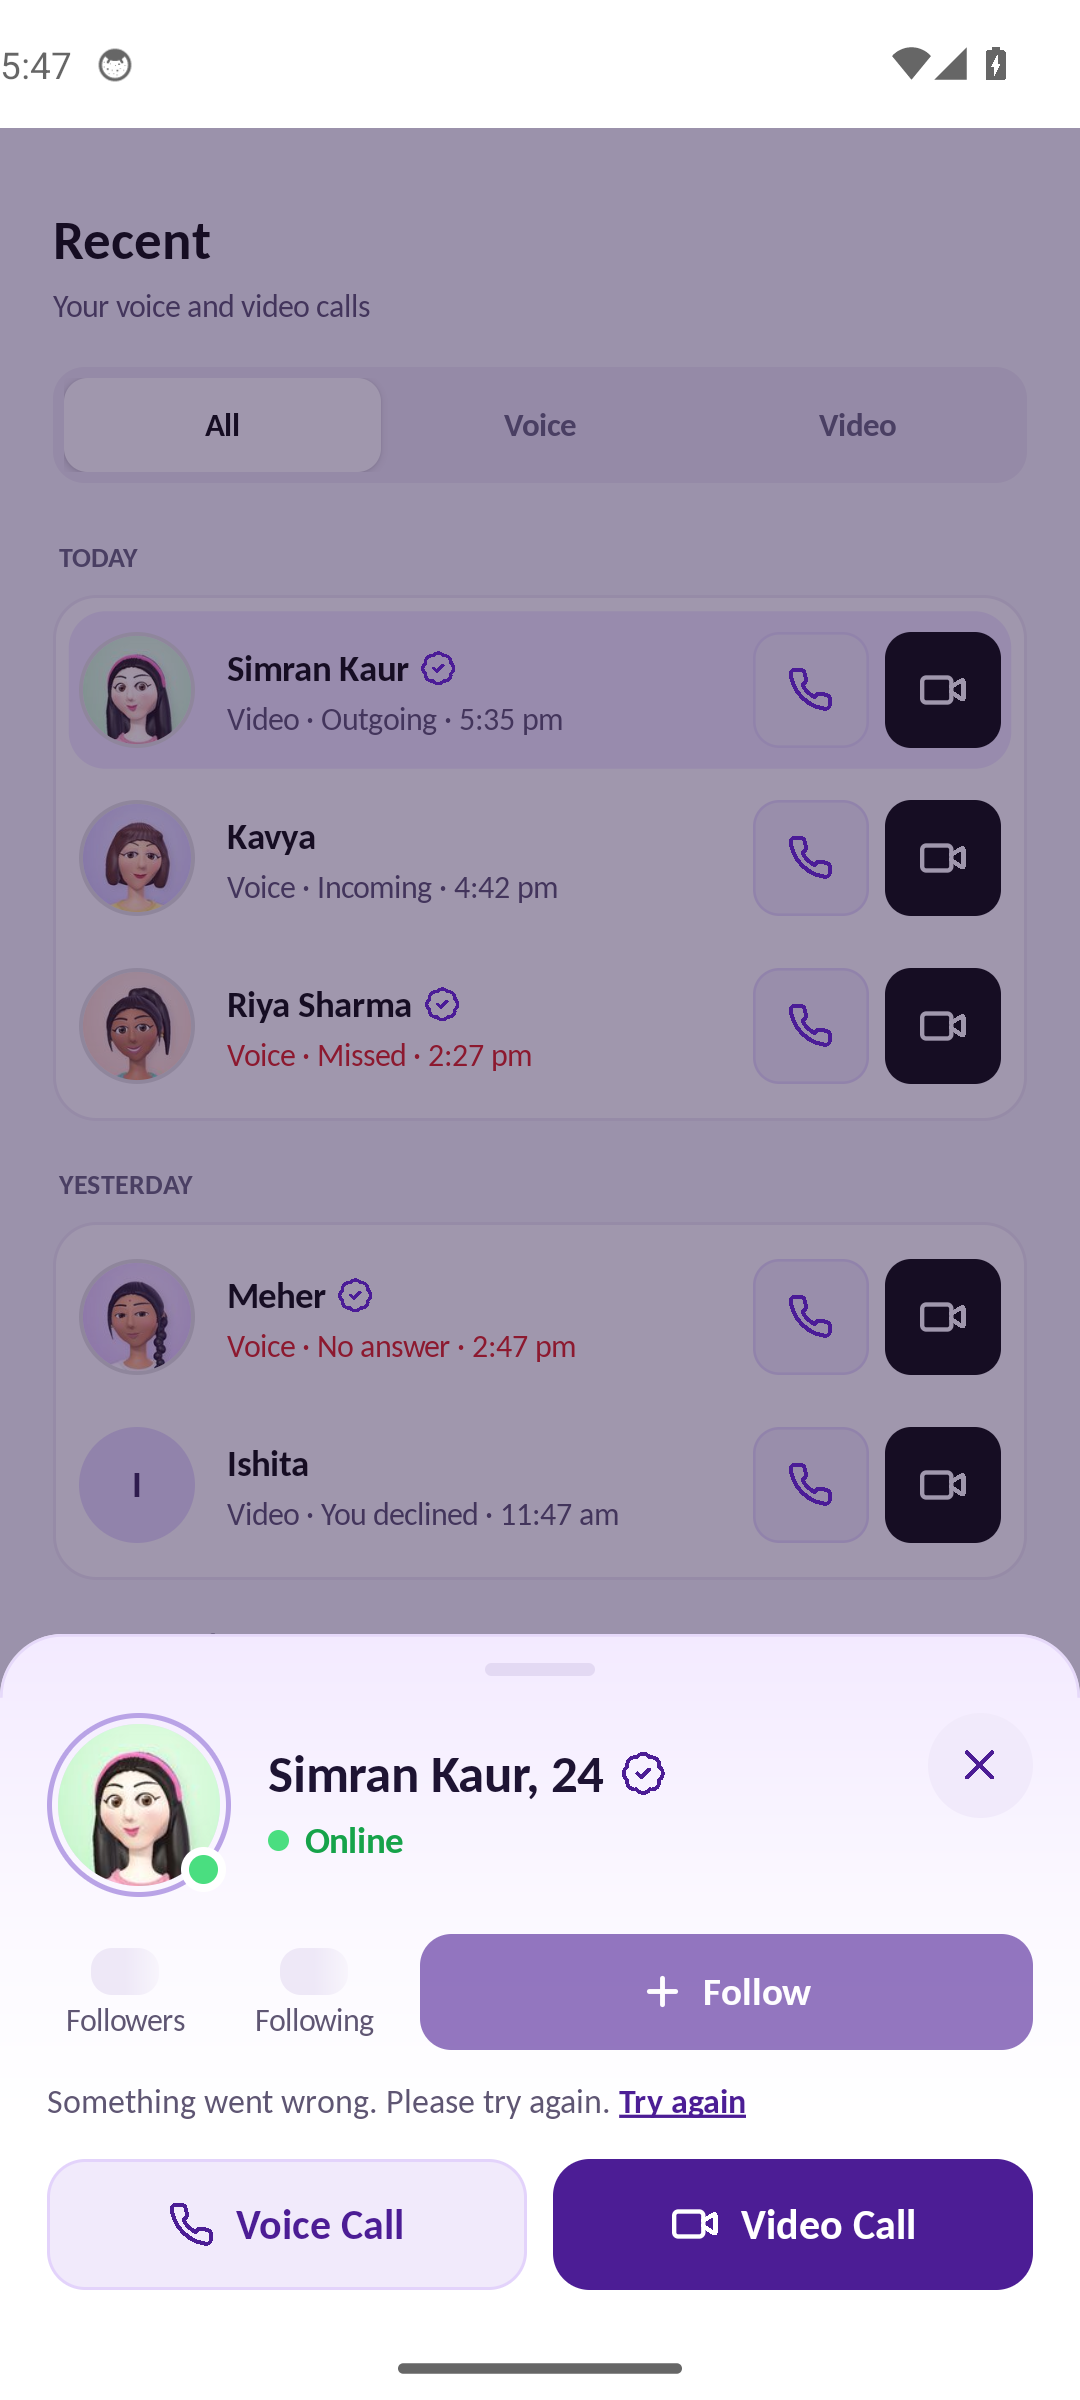 5:47
Recent
Your voice and video calls
All
Voice
Video
TODAY
Simran Kaur
Video · Outgoing · 5:35 pm
Kavya
Voice · Incoming · 4:42 pm
Riya Sharma
Voice · Missed · 2:27 pm
YESTERDAY
Meher
Voice · No answer · 2:47 pm
I
Ishita
Video · You declined · 11:47 am
Simran Kaur, 24
Online
Followers
Following
Follow
Something went wrong. Please try again. Try again
Voice Call
Video Call